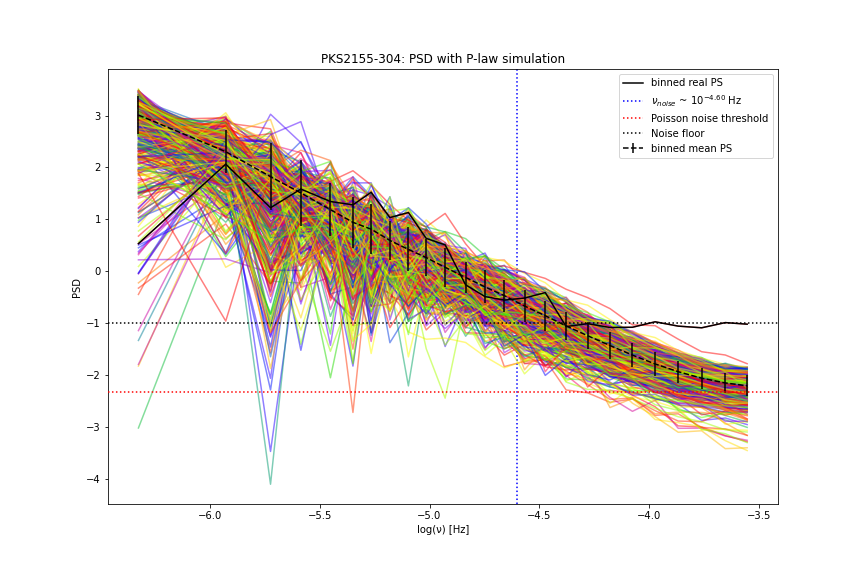 PKS2155-304: PSD with P-law simulation
binned real PS
ν_noise ~ 10^−4.60 Hz
Poisson noise threshold
Noise floor
binned mean PS
PSD
3
2
1
0
−1
−2
−3
−4
−6.0 −5.5 −5.0 −4.5 −4.0 −3.5
log(ν) [Hz]